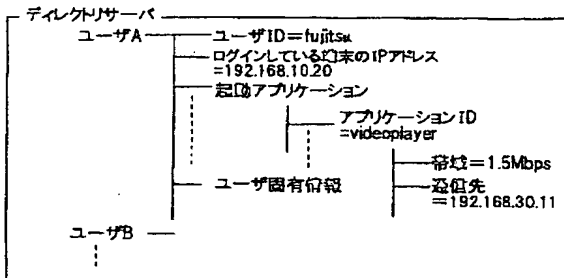 ディレクトリサーバ
ユーザA
ユーザID=fujitsu
ログインしている端末のIPアドレス
=192.168.10.20
起動アプリケーション
アプリケーションID
=videoplayer
帯域=1.5Mbps
ユーザ固有情報
送信先
=192.168.30.11
ユーザB